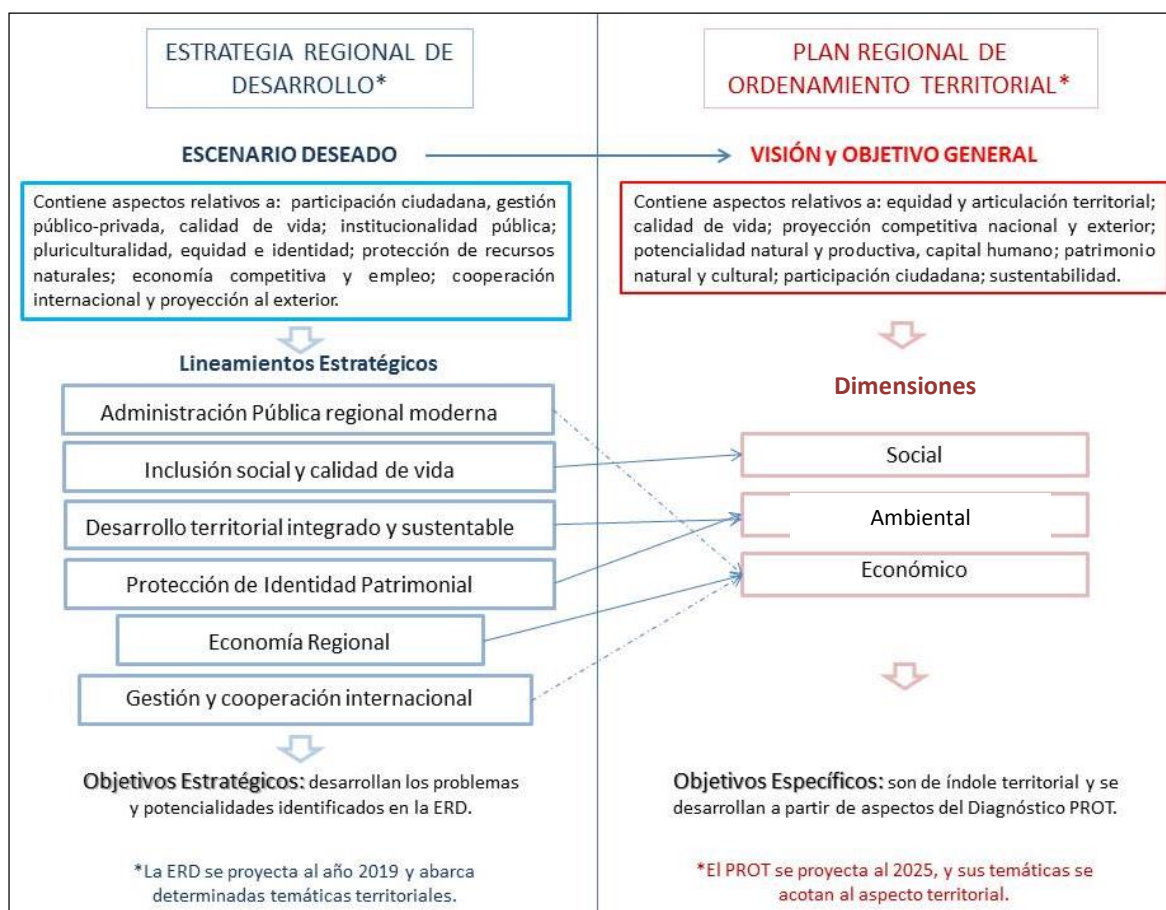 ESTRATEGIA REGIONAL DE
DESARROLLO*
ESCENARIO DESEADO
Contiene aspectos relativos a: participación ciudadana, gestión
público-privada, calidad de vida; institucionalidad pública;
pluriculturalidad, equidad e identidad; protección de recursos
naturales; economía competitiva y empleo; cooperación
internacional y proyección al exterior.
Lineamientos Estratégicos
Administración Pública regional moderna
Inclusión social y calidad de vida
Desarrollo territorial integrado y sustentable
Protección de Identidad Patrimonial
Economía Regional
Gestión y cooperación internacional
Objetivos Estratégicos: desarrollan los problemas
y potencialidades identificados en la ERD.
*La ERD se proyecta al año 2019 y abarca
determinadas temáticas territoriales.
PLAN REGIONAL DE
ORDENAMIENTO TERRITORIAL*
VISIÓN y OBJETIVO GENERAL
Contiene aspectos relativos a: equidad y articulación territorial;
calidad de vida; proyección competitiva nacional y exterior;
potencialidad natural y productiva, capital humano; patrimonio
natural y cultural; participación ciudadana; sustentabilidad.
Dimensiones
Social
Ambiental
Económico
Objetivos Específicos: son de índole territorial y se
desarrollan a partir de aspectos del Diagnóstico PROT.
*El PROT se proyecta al 2025, y sus temáticas se
acotan al aspecto territorial.